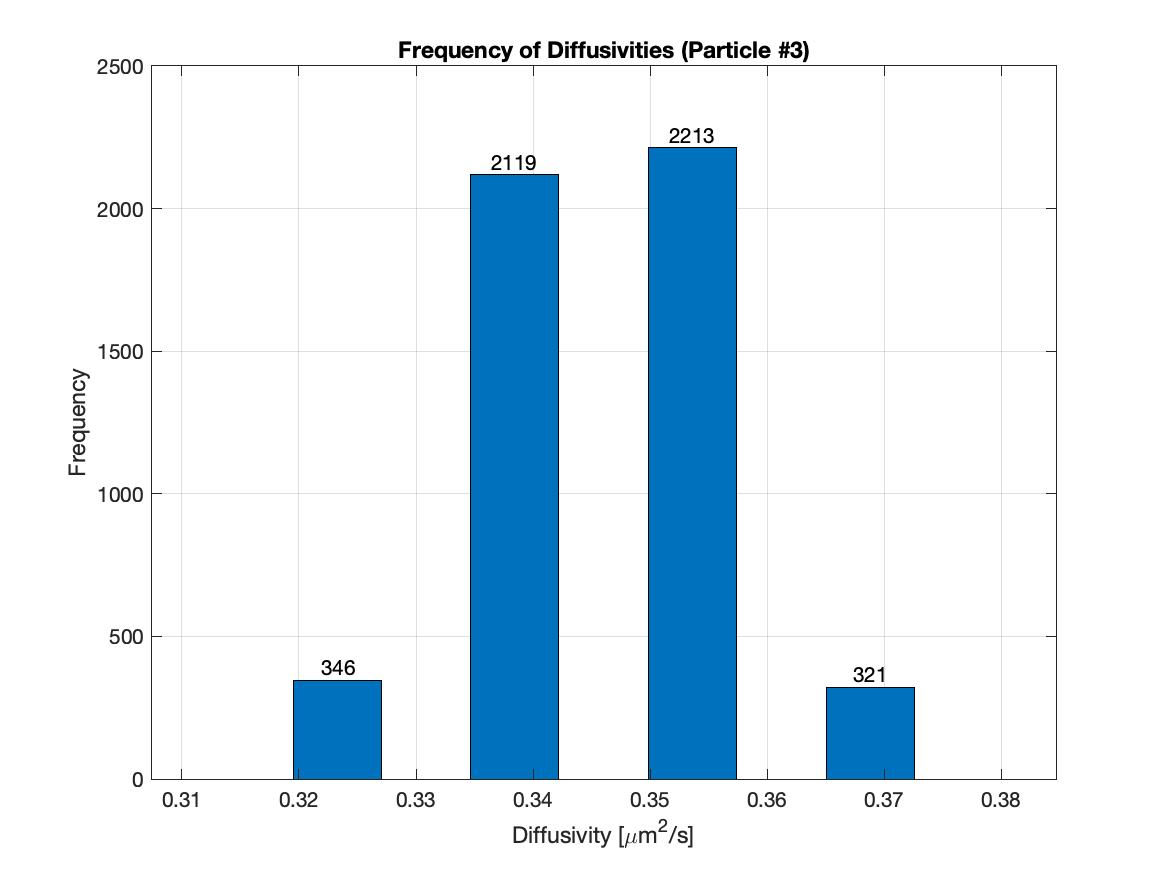 Frequency of Diffusivities (Particle #3)
2500
2000
1500
1000
500
0
Frequency
346
2119
2213
321
0.31 0.32 0.33 0.34 0.35 0.36 0.37 0.38
Diffusivity [μm²/s]